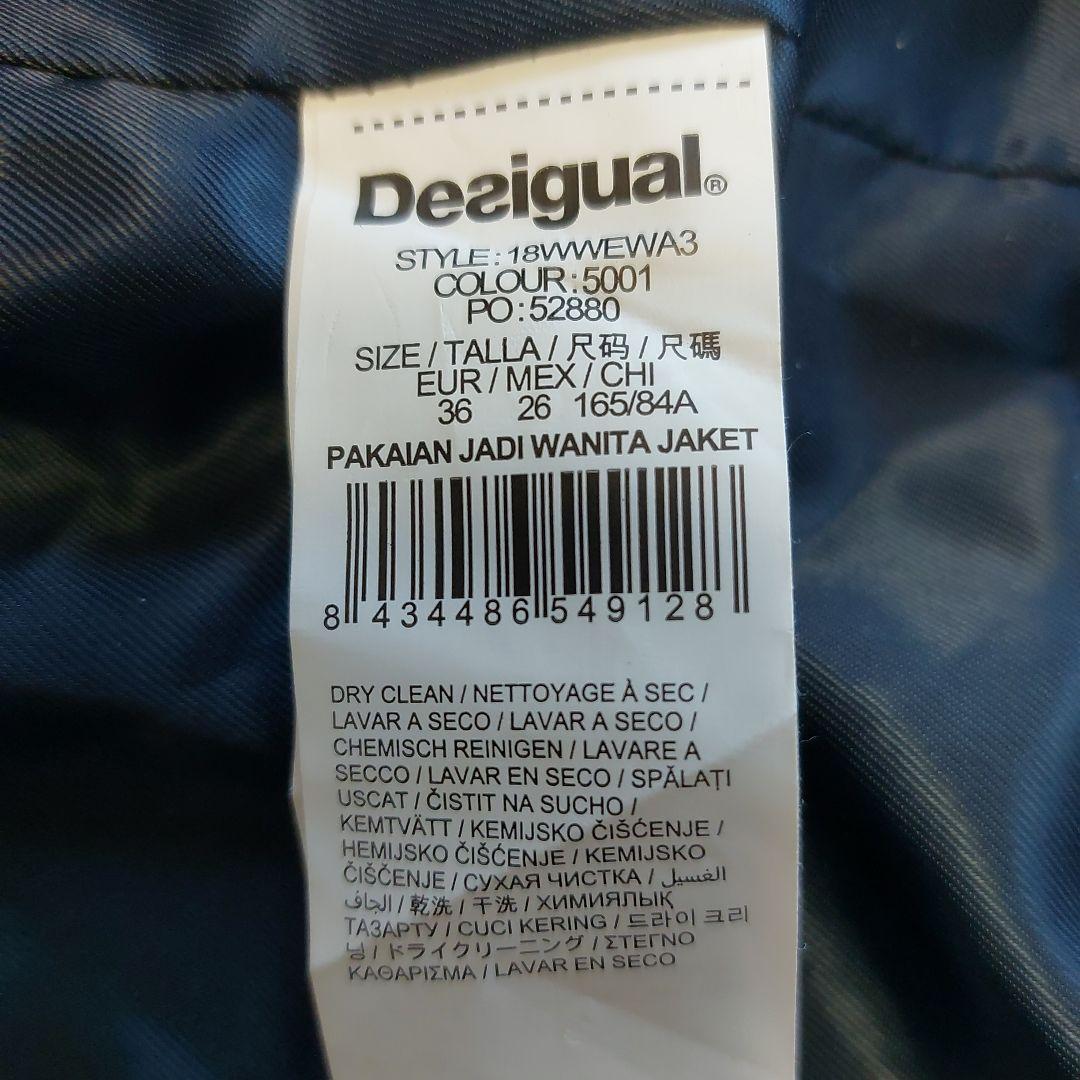 Desigual®
STYLE: 18WWEWA3
COLOUR: 5001
PO: 52880
SIZE / TALLA / 尺码 / 尺碼
EUR / MEX / CHI
36 26 165/84A
PAKAIAN JADI WANITA JAKET
8 434486 549128
DRY CLEAN / NETTOYAGE À SEC /
LAVAR A SECO / LAVAR A SECO /
CHEMISCH REINIGEN / LAVARE A
SECCO / LAVAR EN SECO / SPĂLAȚI
USCAT / ČISTIT NA SUCHO /
KEMTVÄTT / KEMIJSKO ČIŠĆENJE /
HEMIJSKO ČIŠĆENJE / KEMIJSKO
ČIŠČENJE / СУХАЯ ЧИСТКА / الغسيل
الجاف / 乾洗 / 干洗 / ХИМИЯЛЫҚ
ТАЗАРТУ / CUCI KERING / 드라이 크리
닝 / ドライクリーニング / ΣΤΕΓΝΟ
ΚΑΘΑΡΙΣΜΑ / LAVAR EN SECO